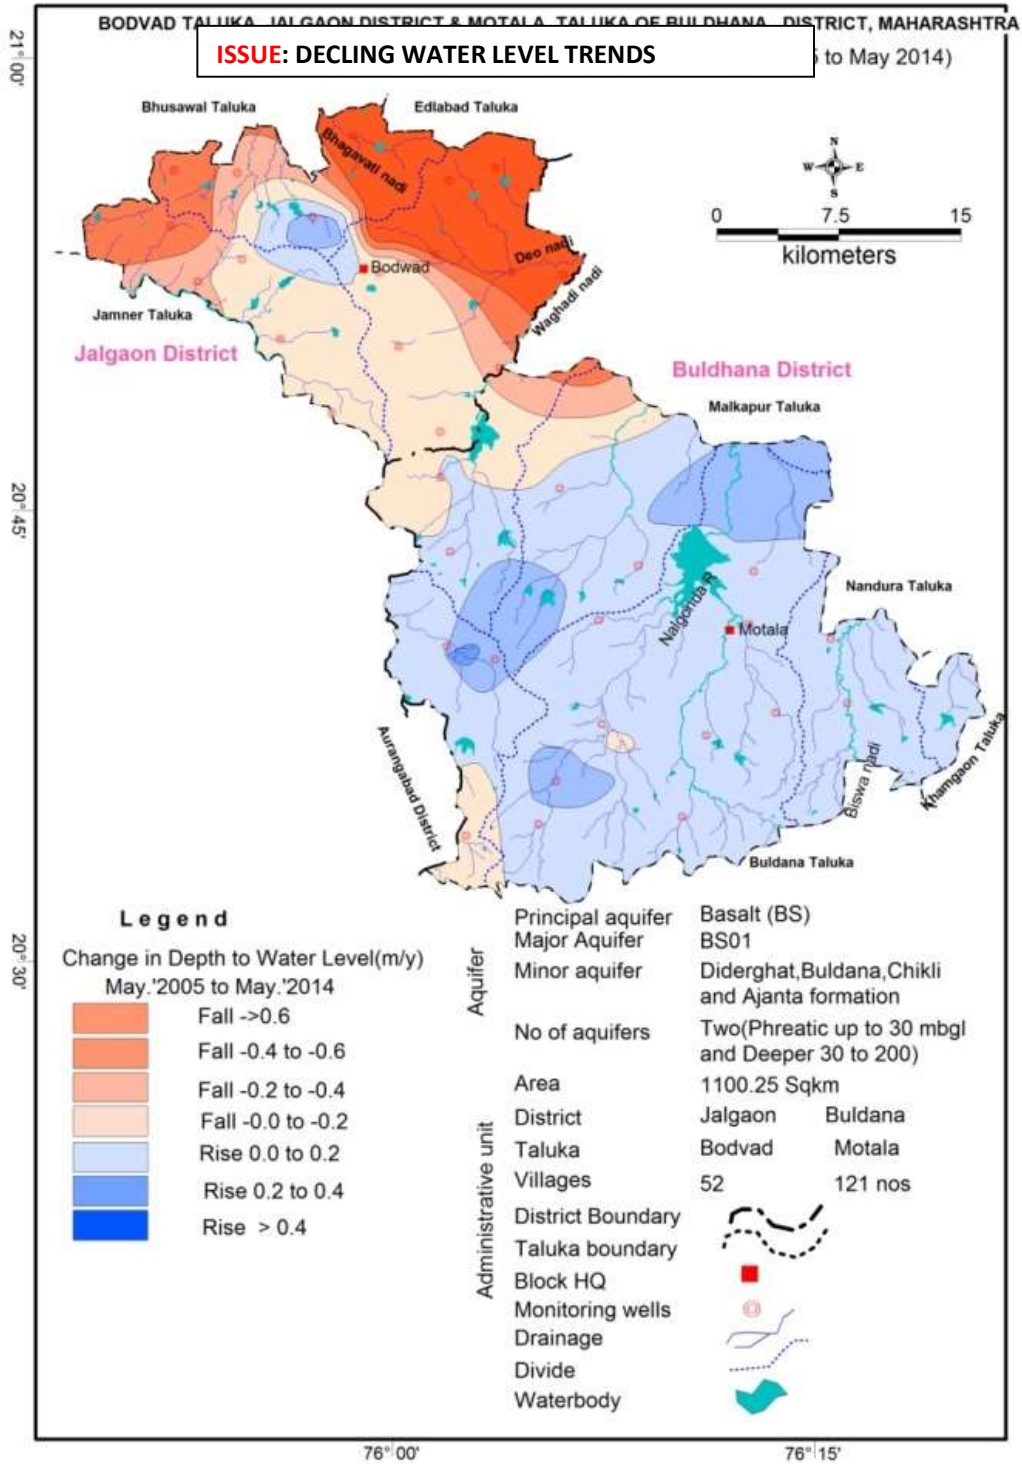 BODVAD TALUKA, JALGAON DISTRICT & MOTALA TALUKA OF BULDHANA DISTRICT, MAHARASHTRA
ISSUE: DECLING WATER LEVEL TRENDS
to May 2014)
21° 00'
Bhusawal Taluka
Edlabad Taluka
Bhagavati nadi
N
W E
S
0 7.5 15
kilometers
Deo nadi
Bodwad
Waghadi nadi
Jamner Taluka
Jalgaon District
Buldhana District
Malkapur Taluka
20° 45'
Nandura Taluka
Nalgonda R.
Motala
Aurangabad District
Biswa nadi
Khamgaon Taluka
Buldana Taluka
20° 30'
Legend
Change in Depth to Water Level(m/y)
May.'2005 to May.'2014
Fall ->0.6
Fall -0.4 to -0.6
Fall -0.2 to -0.4
Fall -0.0 to -0.2
Rise 0.0 to 0.2
Rise 0.2 to 0.4
Rise > 0.4
Aquifer
Principal aquifer Basalt (BS)
Major Aquifer BS01
Minor aquifer Diderghat,Buldana,Chikli
and Ajanta formation
No of aquifers Two(Phreatic up to 30 mbgl
and Deeper 30 to 200)
Administrative unit
Area 1100.25 Sqkm
District Jalgaon Buldana
Taluka Bodvad Motala
Villages 52 121 nos
District Boundary
Taluka boundary
Block HQ
Monitoring wells
Drainage
Divide
Waterbody
76° 00' 76° 15'